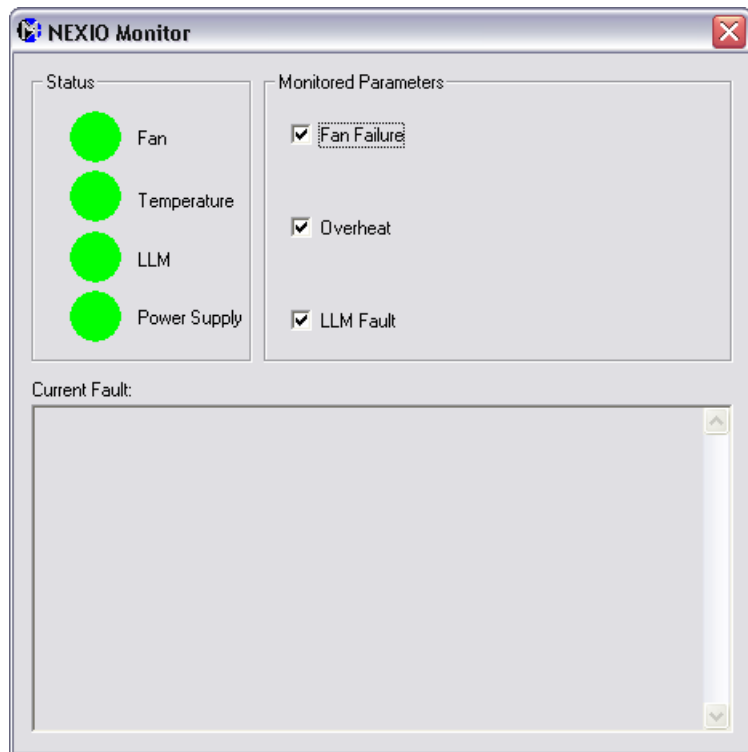 NEXIO Monitor
Status
Fan
Temperature
LLM
Power Supply
Monitored Parameters
Fan Failure
Overheat
LLM Fault
Current Fault: